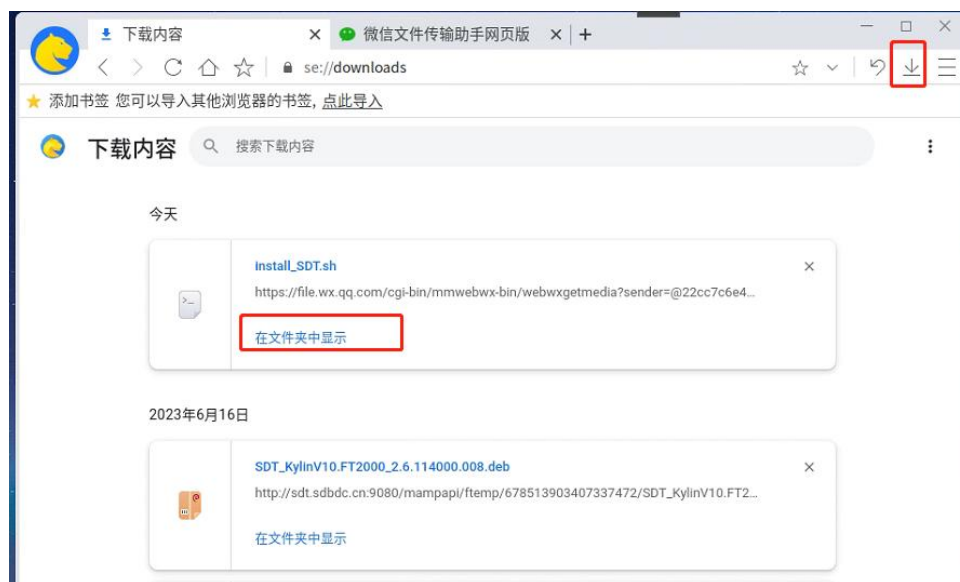 下载内容
微信文件传输助手网页版
se://downloads
添加书签 您可以导入其他浏览器的书签, 点此导入
下载内容
搜索下载内容
今天
install_SDT.sh
https://file.wx.qq.com/cgi-bin/mmwebwx-bin/webwxgetmedia?sender=@22cc7c6e4...
在文件夹中显示
2023年6月16日
SDT_KylinV10.FT2000_2.6.114000.008.deb
http://sdt.sdbdc.cn:9080/mampapi/ftemp/678513903407337472/SDT_KylinV10.FT2...
在文件夹中显示